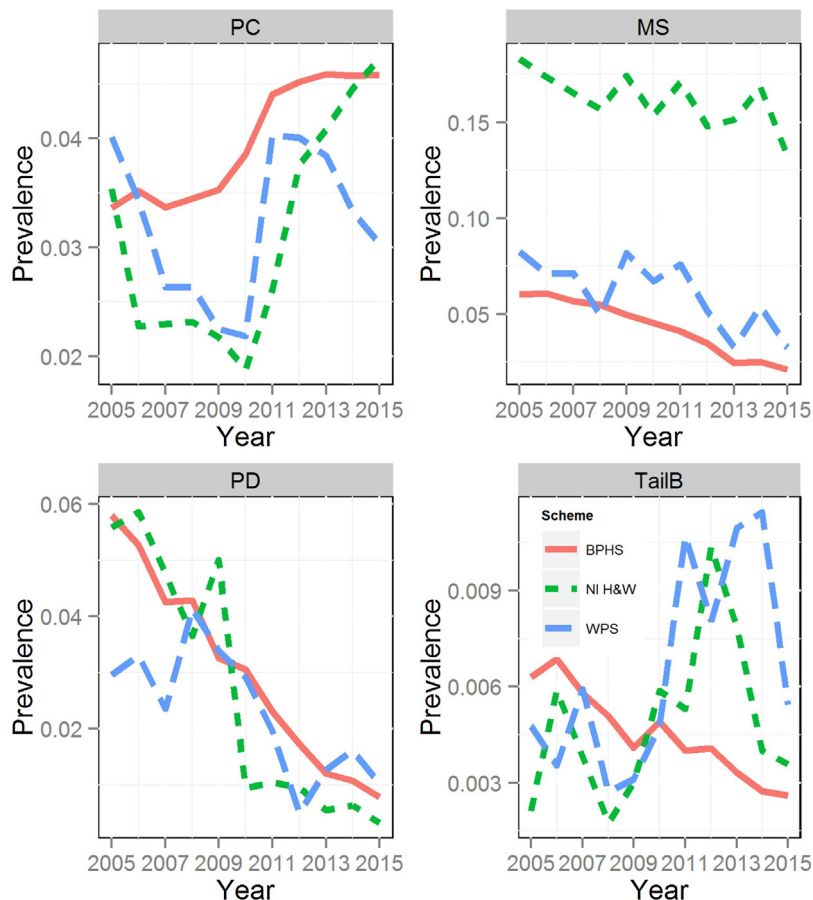 PC
MS
Prevalence
0.04
0.03
0.02
2005 2007 2009 2011 2013 2015
Year
Prevalence
0.15
0.10
0.05
2005 2007 2009 2011 2013 2015
Year
PD
TailB
Prevalence
0.06
0.04
0.02
2005 2007 2009 2011 2013 2015
Year
Prevalence
0.009
0.006
0.003
Scheme
BPHS
NI H&W
WPS
2005 2007 2009 2011 2013 2015
Year